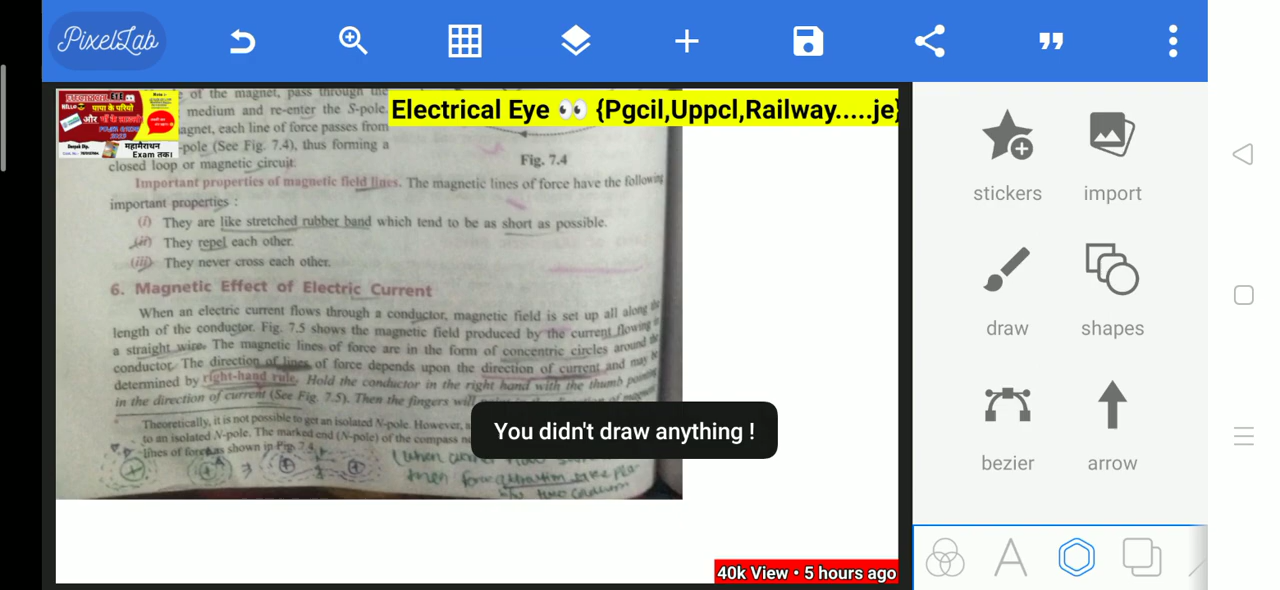 PixelLab
of the magnet, pass through the
medium and re-enter the S-pole.
agnet, each line of force passes from
-pole (See Fig. 7.4), thus forming a
closed loop or magnetic circuit.
ELECTRICAL EYE
पापा के परियो
और
महामैराथन
Exam तक।
Electrical Eye 👀 {Pgcil,Uppcl,Railway.....je}
Fig. 7.4
Important properties of magnetic field lines. The magnetic lines of force have the following
important properties :
(i) They are like stretched rubber band which tend to be as short as possible.
(ii) They repel each other.
(iii) They never cross each other.
6. Magnetic Effect of Electric Current
When an electric current flows through a conductor, magnetic field is set up all along the
length of the conductor. Fig. 7.5 shows the magnetic field produced by the current flowing in
a straight wire. The magnetic lines of force are in the form of concentric circles around the
conductor. The direction of lines of force depends upon the direction of current and may be
determined by right-hand rule. Hold the conductor in the right hand with the thumb pointing
in the direction of current (See Fig. 7.5). Then the fingers will
Theoretically, it is not possible to get an isolated N-pole. However,
to an isolated N-pole. The marked end (N-pole) of the compass
lines of force as shown in Fig. 7.4
You didn't draw anything !
40k View • 5 hours ago
stickers
import
draw
shapes
bezier
arrow